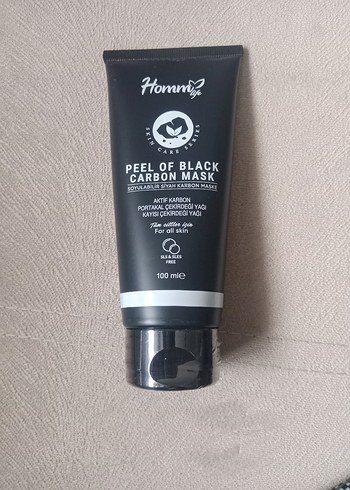 Homm
life
SKIN CARE SERIES
PEEL OF BLACK
CARBON MASK
SOYULABİLİR SİYAH KARBON MASKE
AKTİF KARBON
PORTAKAL ÇEKİRDEĞİ YAĞI
KAYISI ÇEKİRDEĞİ YAĞI
Tüm ciltler için
For all skin
SLS & SLES
FREE
100 ml e